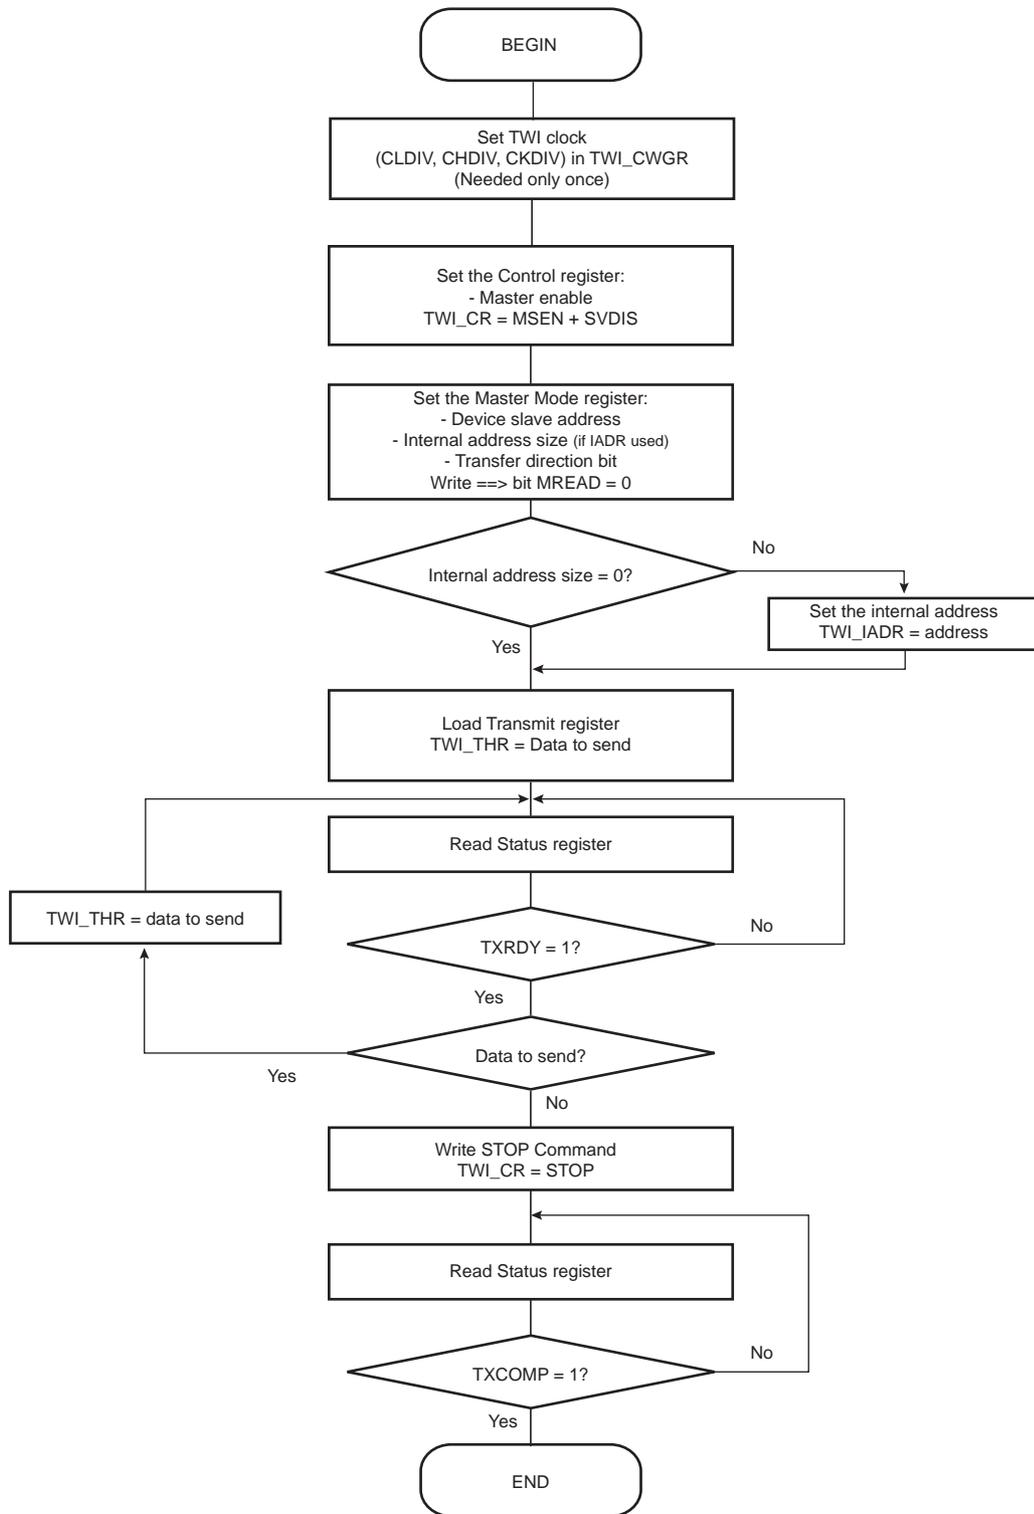 BEGIN
Set TWI clock
(CLDIV, CHDIV, CKDIV) in TWI_CWGR
(Needed only once)
Set the Control register:
- Master enable
TWI_CR = MSEN + SVDIS
Set the Master Mode register:
- Device slave address
- Internal address size (if IADR used)
- Transfer direction bit
Write ==> bit MREAD = 0
No
Internal address size = 0?
Set the internal address
TWI_IADR = address
Yes
Load Transmit register
TWI_THR = Data to send
Read Status register
TWI_THR = data to send
No
TXRDY = 1?
Yes
Data to send?
Yes
No
Write STOP Command
TWI_CR = STOP
Read Status register
No
TXCOMP = 1?
Yes
END